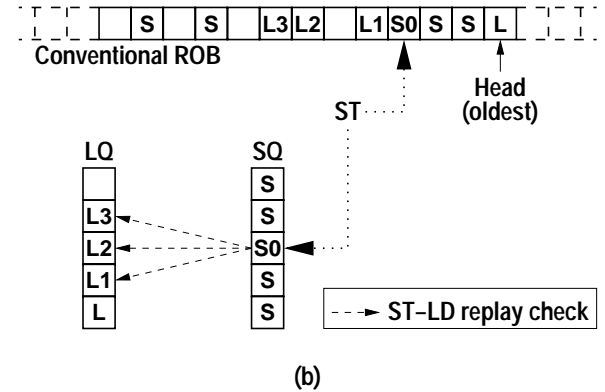 S S L3 L2 L1 S0 S S L
Conventional ROB
Head
(oldest)
ST
LQ SQ
S
L3 S
L2 S0
L1 S
L S
ST–LD replay check
(b)